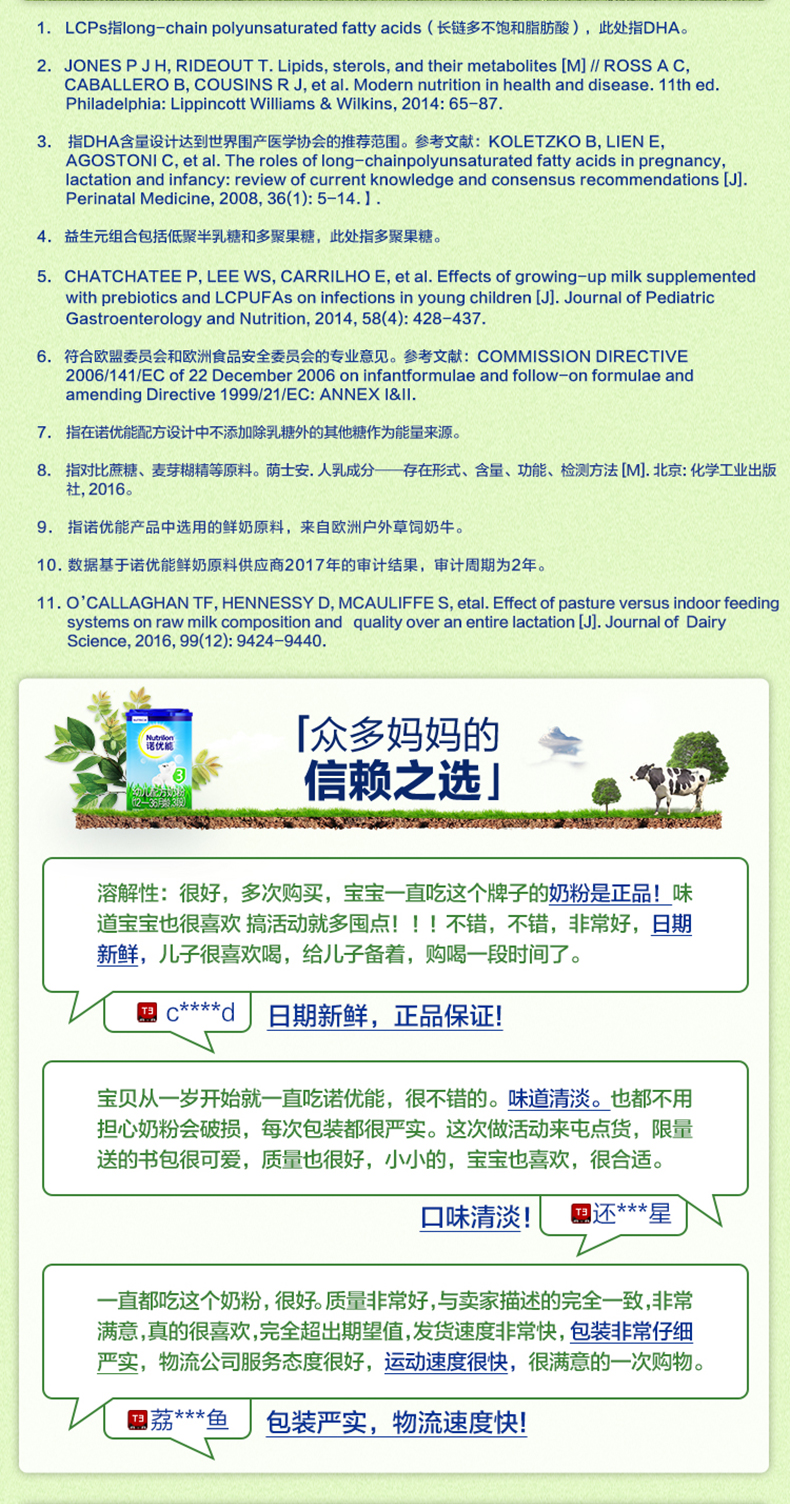 1. LCPs指long-chain polyunsaturated fatty acids（长链多不饱和脂肪酸），此处指DHA。
2. JONES P J H, RIDEOUT T. Lipids, sterols, and their metabolites [M] // ROSS A C,
CABALLERO B, COUSINS R J, et al. Modern nutrition in health and disease. 11th ed.
Philadelphia: Lippincott Williams & Wilkins, 2014: 65-87.
3. 指DHA含量设计达到世界围产医学协会的推荐范围。参考文献：KOLETZKO B, LIEN E,
AGOSTONI C, et al. The roles of long-chainpolyunsaturated fatty acids in pregnancy,
lactation and infancy: review of current knowledge and consensus recommendations [J].
Perinatal Medicine, 2008, 36(1): 5-14.】.
4. 益生元组合包括低聚半乳糖和多聚果糖，此处指多聚果糖。
5. CHATCHATEE P, LEE WS, CARRILHO E, et al. Effects of growing-up milk supplemented
with prebiotics and LCPUFAs on infections in young children [J]. Journal of Pediatric
Gastroenterology and Nutrition, 2014, 58(4): 428-437.
6. 符合欧盟委员会和欧洲食品安全委员会的专业意见。参考文献：COMMISSION DIRECTIVE
2006/141/EC of 22 December 2006 on infantformulae and follow-on formulae and
amending Directive 1999/21/EC: ANNEX I&II.
7. 指在诺优能配方设计中不添加除乳糖外的其他糖作为能量来源。
8. 指对比蔗糖、麦芽糊精等原料。荫士安. 人乳成分——存在形式、含量、功能、检测方法 [M]. 北京: 化学工业出版
社, 2016。
9. 指诺优能产品中选用的鲜奶原料，来自欧洲户外草饲奶牛。
10. 数据基于诺优能鲜奶原料供应商2017年的审计结果，审计周期为2年。
11. O'CALLAGHAN TF, HENNESSY D, MCAULIFFE S, etal. Effect of pasture versus indoor feeding
systems on raw milk composition and quality over an entire lactation [J]. Journal of Dairy
Science, 2016, 99(12): 9424-9440.
「众多妈妈的
信赖之选」
Nutrilon
诺优能
3
幼儿配方奶粉
(12—36月龄,3段)
溶解性：很好，多次购买，宝宝一直吃这个牌子的奶粉是正品！味
道宝宝也很喜欢 搞活动就多囤点！！！不错，不错，非常好，日期
新鲜，儿子很喜欢喝，给儿子备着，购喝一段时间了。
T3 c****d
日期新鲜，正品保证!
宝贝从一岁开始就一直吃诺优能，很不错的。味道清淡。也都不用
担心奶粉会破损，每次包装都很严实。这次做活动来屯点货，限量
送的书包很可爱，质量也很好，小小的，宝宝也喜欢，很合适。
口味清淡!
T3 还***星
一直都吃这个奶粉，很好。质量非常好,与卖家描述的完全一致,非常
满意,真的很喜欢,完全超出期望值,发货速度非常快,包装非常仔细
严实，物流公司服务态度很好，运动速度很快，很满意的一次购物。
T3 荔***鱼
包装严实，物流速度快!